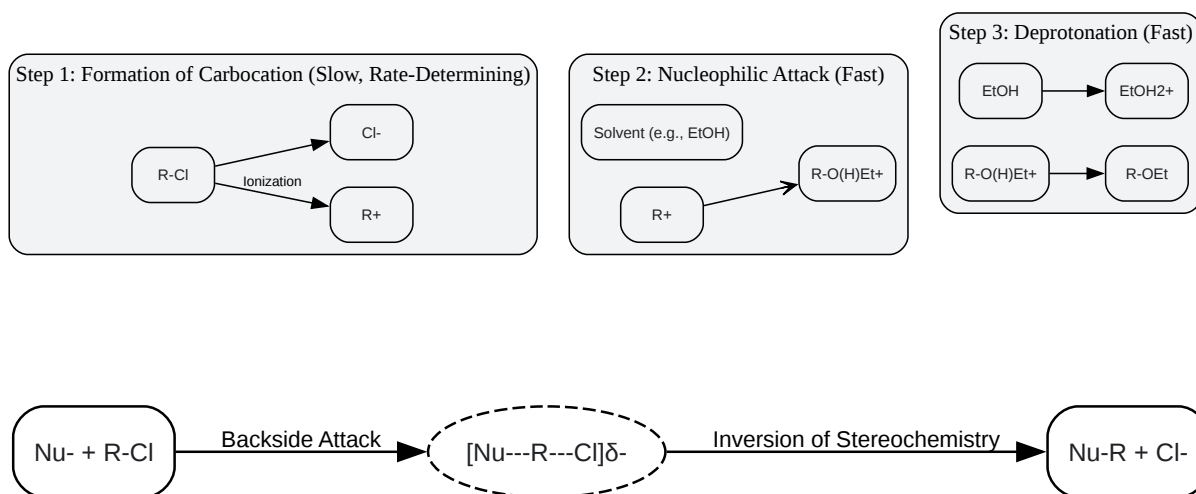 Step 1: Formation of Carbocation (Slow, Rate-Determining)
R-Cl
Ionization
Cl-
R+
Step 2: Nucleophilic Attack (Fast)
Solvent (e.g., EtOH)
R+
R-O(H)Et+
Step 3: Deprotonation (Fast)
EtOH
EtOH2+
R-O(H)Et+
R-OEt
Nu- + R-Cl
Backside Attack
[Nu---R---Cl]δ-
Inversion of Stereochemistry
Nu-R + Cl-